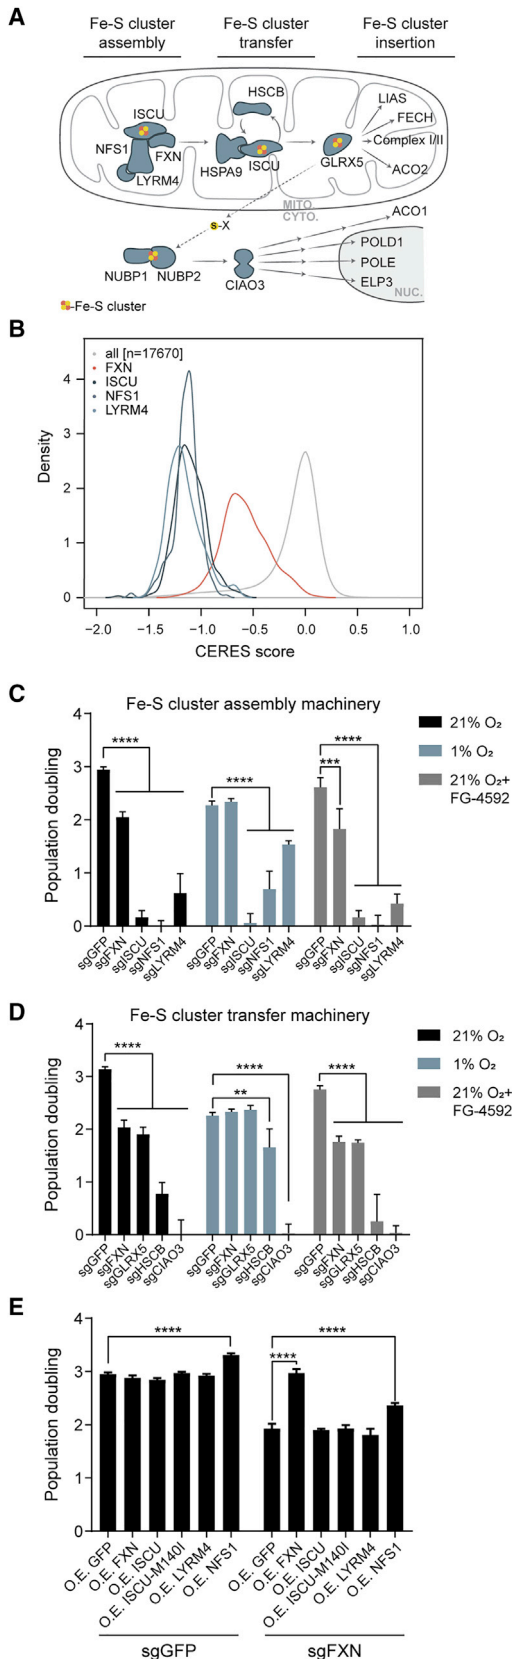 A
Fe-S cluster assembly
Fe-S cluster transfer
Fe-S cluster insertion
ISCU
NFS1
FXN
LYRM4
HSCB
HSPA9
ISCU
GLRX5
LIAS
FECH
Complex I/II
ACO2
MITO.
CYTO.
S-X
ACO1
NUBP1
NUBP2
CIAO3
POLD1
POLE
ELP3
NUC.
-Fe-S cluster
B
all [n=17670]
FXN
ISCU
NFS1
LYRM4
Density
4
3
2
1
0
−2.0 −1.5 −1.0 −0.5 0.0 0.5 1.0
CERES score
C
Fe-S cluster assembly machinery
Population doubling
4
3
2
1
0
**** **** **** ***
sgGFP sgFXN sgISCU sgNFS1 sgLYRM4
sgGFP sgFXN sgISCU sgNFS1 sgLYRM4
sgGFP sgFXN sgISCU sgNFS1 sgLYRM4
21% O₂
1% O₂
21% O₂+
FG-4592
D
Fe-S cluster transfer machinery
Population doubling
4
3
2
1
0
**** **** ** ****
sgGFP sgFXN sgGLRX5 sgHSCB sgCIAO3
sgGFP sgFXN sgGLRX5 sgHSCB sgCIAO3
sgGFP sgFXN sgGLRX5 sgHSCB sgCIAO3
21% O₂
1% O₂
21% O₂+
FG-4592
E
Population doubling
4
3
2
1
0
**** **** ****
O.E. GFP O.E. FXN O.E. ISCU O.E. ISCU-M140I O.E. LYRM4 O.E. NFS1
O.E. GFP O.E. FXN O.E. ISCU O.E. ISCU-M140I O.E. LYRM4 O.E. NFS1
sgGFP
sgFXN